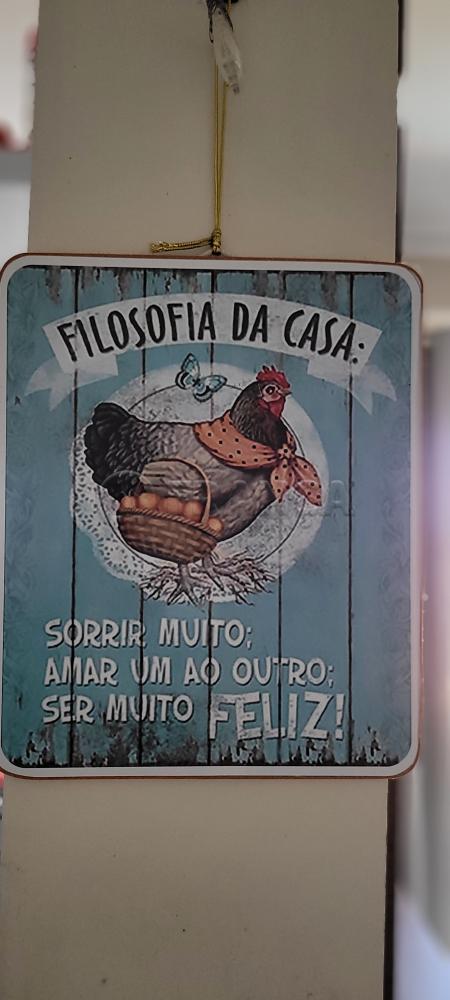 FILOSOFIA DA CASA:
SORRIR MUITO;
AMAR UM AO OUTRO;
SER MUITO FELIZ!